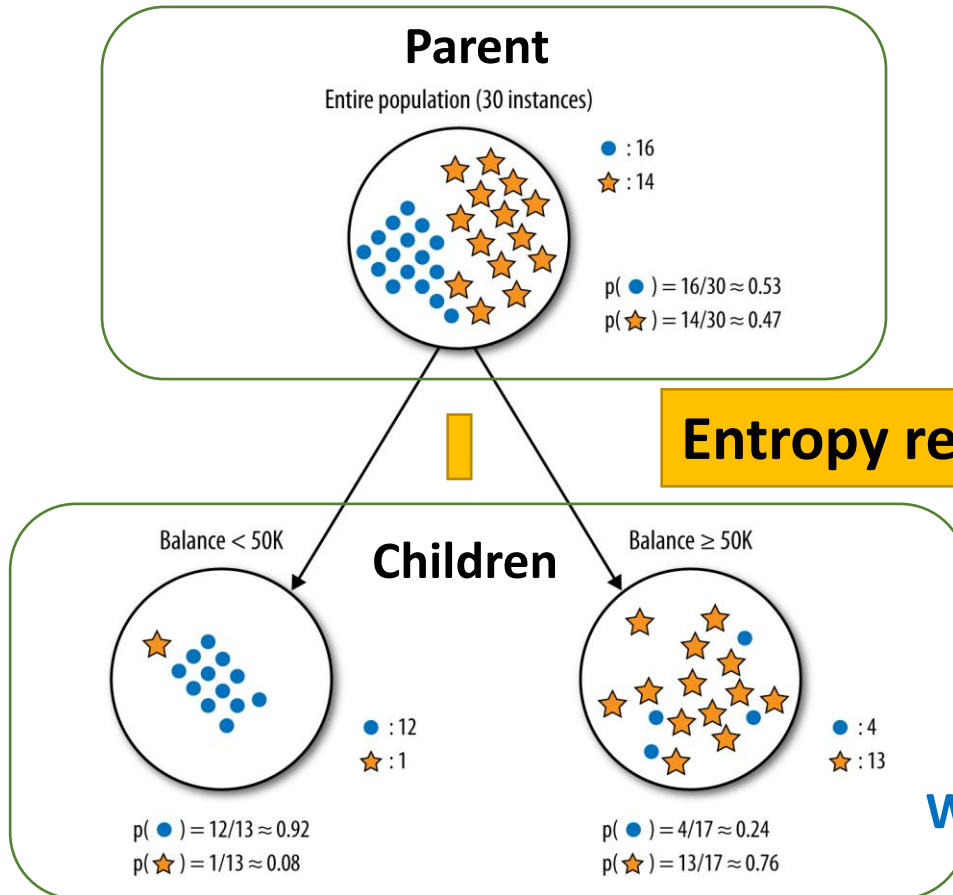 Parent
Entire population (30 instances)
: 16
: 14
p( ) = 16/30 ≈ 0.53
p( ) = 14/30 ≈ 0.47
Entropy re
Balance < 50K
Children
Balance ≥ 50K
: 12
: 1
p( ) = 12/13 ≈ 0.92
p( ) = 1/13 ≈ 0.08
: 4
: 13
p( ) = 4/17 ≈ 0.24
p( ) = 13/17 ≈ 0.76